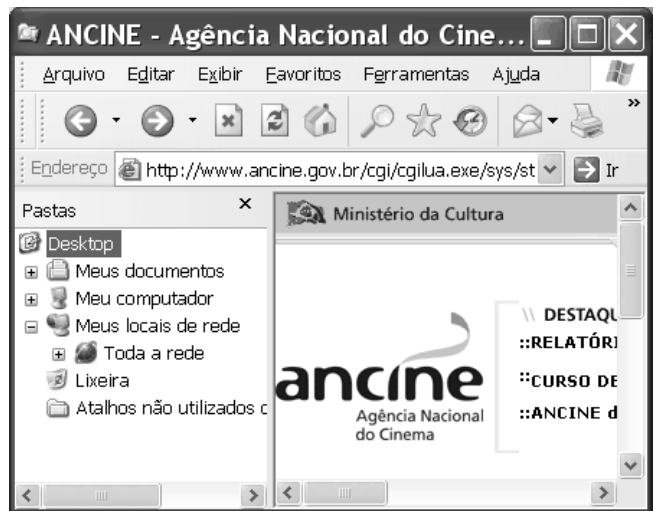 ANCINE - Agência Nacional do Cine...
Arquivo Editar Exibir Favoritos Ferramentas Ajuda
Endereço http://www.ancine.gov.br/cgi/cgilua.exe/sys/st Ir
Pastas
Desktop
Meus documentos
Meu computador
Meus locais de rede
Toda a rede
Lixeira
Atalhos não utilizados d
Ministério da Cultura
\\ DESTAQU
::RELATÓRI
::CURSO DE
::ANCINE d
ancine
Agência Nacional
do Cinema